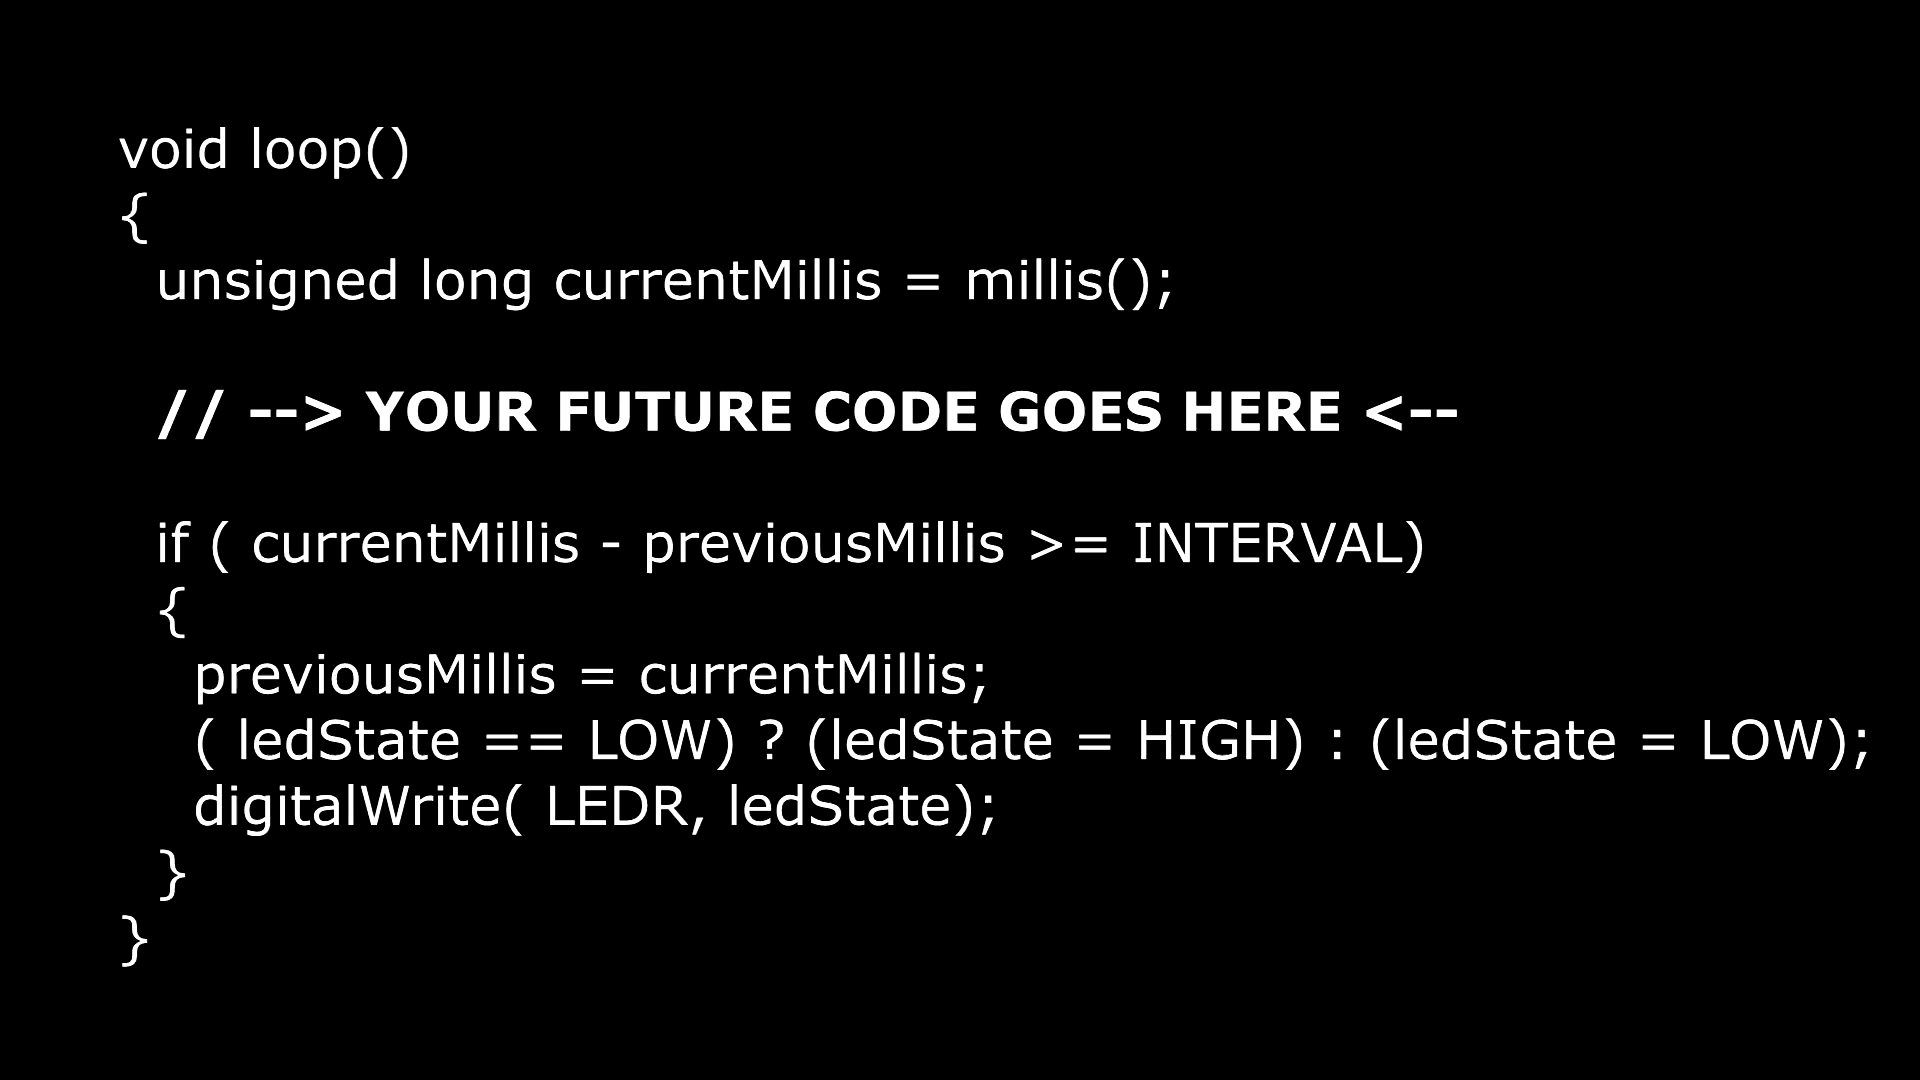 void loop()
{
unsigned long currentMillis = millis();
// --> YOUR FUTURE CODE GOES HERE <--
if ( currentMillis - previousMillis >= INTERVAL)
{
previousMillis = currentMillis;
( ledState == LOW) ? (ledState = HIGH) : (ledState = LOW);
digitalWrite( LEDR, ledState);
}
}